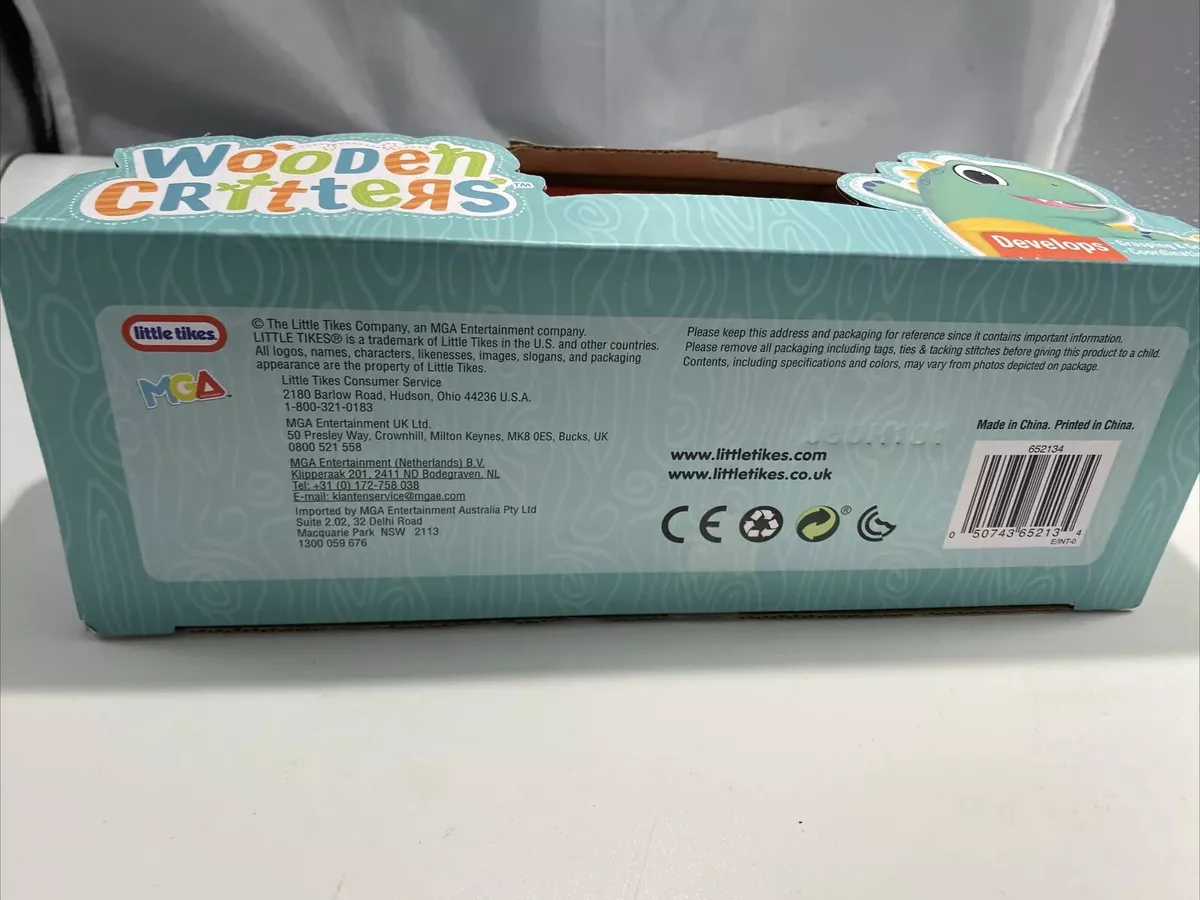 WOODEN
CRITTERS™
Develops
little tikes
MGA
© The Little Tikes Company, an MGA Entertainment company.
LITTLE TIKES® is a trademark of Little Tikes in the U.S. and other countries.
All logos, names, characters, likenesses, images, slogans, and packaging
appearance are the property of Little Tikes.
Little Tikes Consumer Service
2180 Barlow Road, Hudson, Ohio 44236 U.S.A.
1-800-321-0183
MGA Entertainment UK Ltd.
50 Presley Way, Crownhill, Milton Keynes, MK8 0ES, Bucks, UK
0800 521 558
MGA Entertainment (Netherlands) B.V.
Klipperaak 201, 2411 ND Bodegraven, NL
Tel: +31 (0) 172-758 038
E-mail: klantenservice@mgae.com
Imported by MGA Entertainment Australia Pty Ltd
Suite 2.02, 32 Delhi Road
Macquarie Park NSW 2113
1300 059 676
Please keep this address and packaging for reference since it contains important information.
Please remove all packaging including tags, ties & tacking stitches before giving this product to a child.
Contents, including specifications and colors, may vary from photos depicted on package.
www.littletikes.com
www.littletikes.co.uk
CE
®
Made in China. Printed in China.
652134
0 50743 65213 4
E/INT-0